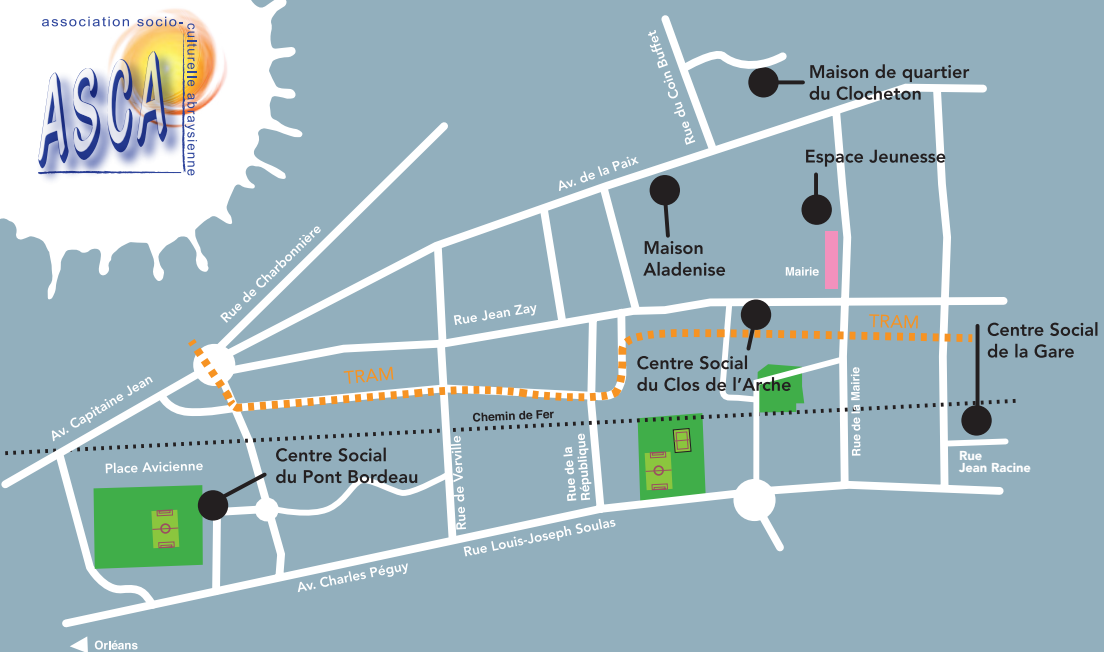 association socio-
culturelle abraysienne
ASCA
Rue du Coin Buffet
Maison de quartier
du Clocheton
Espace Jeunesse
Av. de la Paix
Maison
Aladenise
Mairie
Rue de Charbonnière
Rue Jean Zay
TRAM
Centre Social
de la Gare
Centre Social
du Clos de l'Arche
TRAM
Av. Capitaine Jean
Chemin de Fer
Rue de la Mairie
Place Avicienne
Centre Social
du Pont Bordeau
Rue de Verville
Rue de la
République
Rue
Jean Racine
Rue Louis-Joseph Soulas
Av. Charles Péguy
Orléans